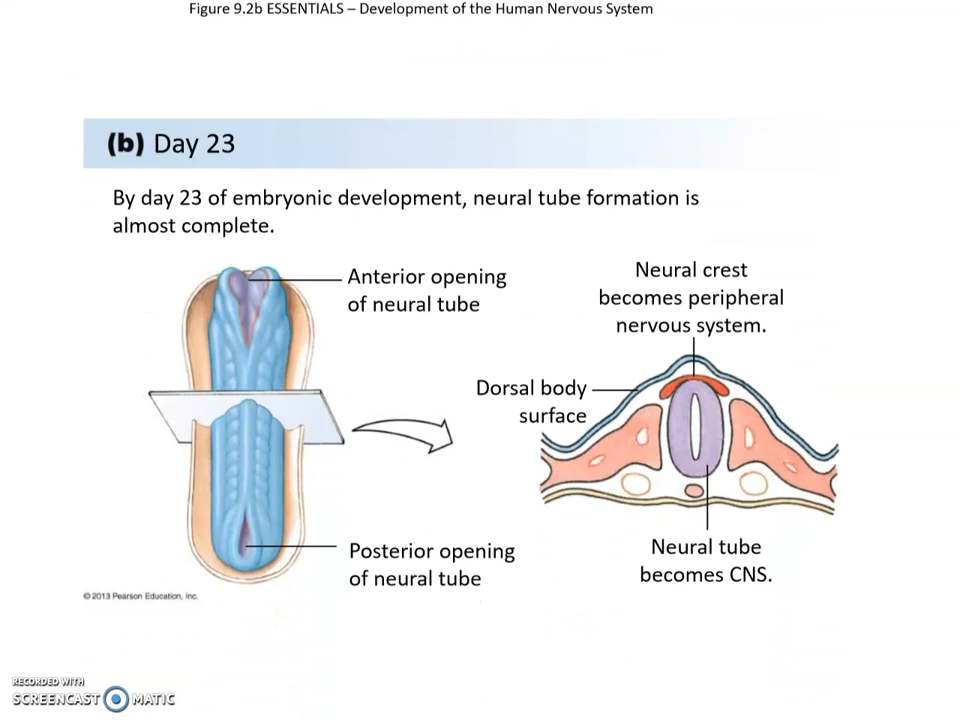 Figure 9.2b ESSENTIALS – Development of the Human Nervous System
(b) Day 23
By day 23 of embryonic development, neural tube formation is
almost complete.
Anterior opening
of neural tube
Neural crest
becomes peripheral
nervous system.
Dorsal body
surface
Posterior opening
of neural tube
Neural tube
becomes CNS.
© 2013 Pearson Education, Inc.
RECORDED WITH
SCREENCAST MATIC